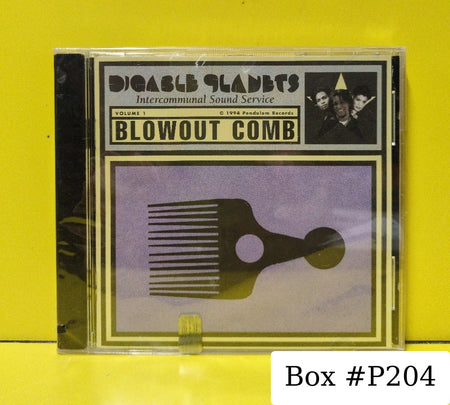 DIGABLE PLANETS
Intercommunal Sound Service
VOLUME 1 © 1994 Pendulum Records
BLOWOUT COMB
Box #P204